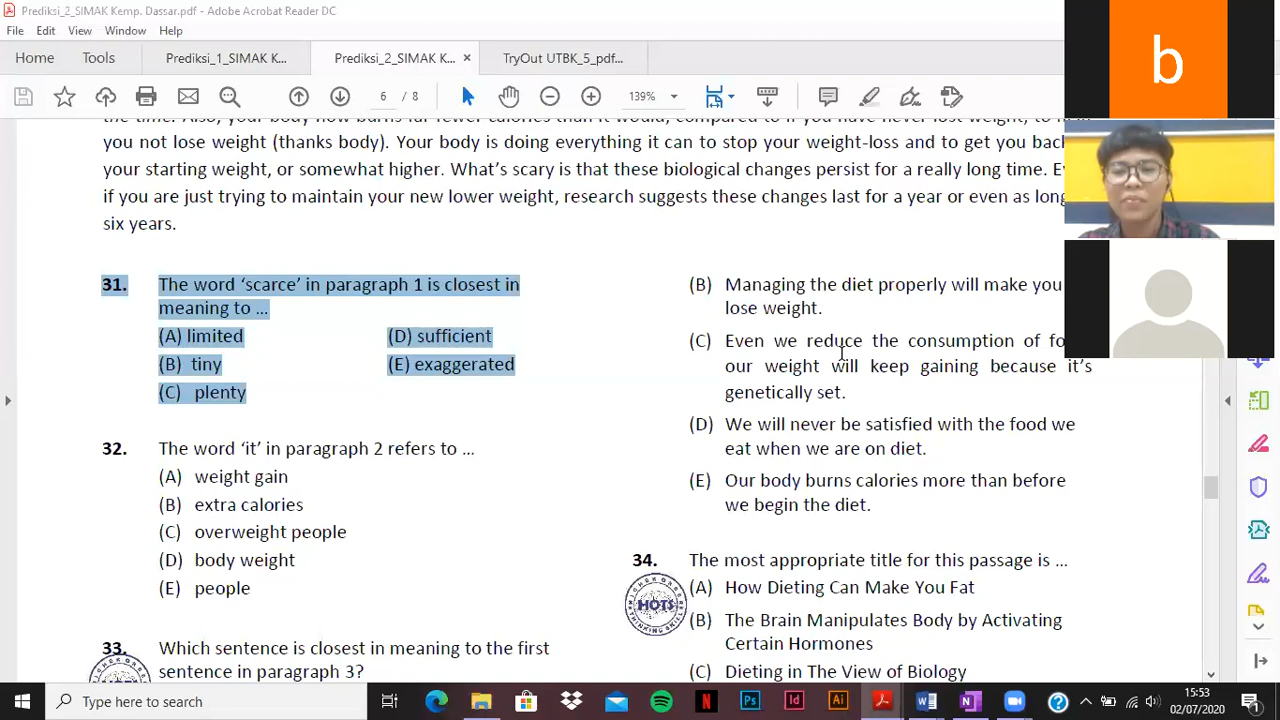 Prediksi_2_SIMAK Kemp. Dassar.pdf - Adobe Acrobat Reader DC
File Edit View Window Help
Home Tools Prediksi_1_SIMAK K... Prediksi_2_SIMAK K... × TryOut UTBK_5_pdf...
6 / 8 139%
you not lose weight (thanks body). Your body is doing everything it can to stop your weight-loss and to get you back
your starting weight, or somewhat higher. What's scary is that these biological changes persist for a really long time.
if you are just trying to maintain your new lower weight, research suggests these changes last for a year or even as long
six years.
31. The word 'scarce' in paragraph 1 is closest in
meaning to ...
(A) limited (D) sufficient
(B) tiny (E) exaggerated
(C) plenty
32. The word 'it' in paragraph 2 refers to ...
(A) weight gain
(B) extra calories
(C) overweight people
(D) body weight
(E) people
33. Which sentence is closest in meaning to the first
sentence in paragraph 3?
(B) Managing the diet properly will make you
lose weight.
(C) Even we reduce the consumption of
our weight will keep gaining because it's
genetically set.
(D) We will never be satisfied with the food we
eat when we are on diet.
(E) Our body burns calories more than before
we begin the diet.
34. The most appropriate title for this passage is ...
HOTS
(A) How Dieting Can Make You Fat
(B) The Brain Manipulates Body by Activating
Certain Hormones
(C) Dieting in The View of Biology
b
Type here to search
15:53
02/07/2020